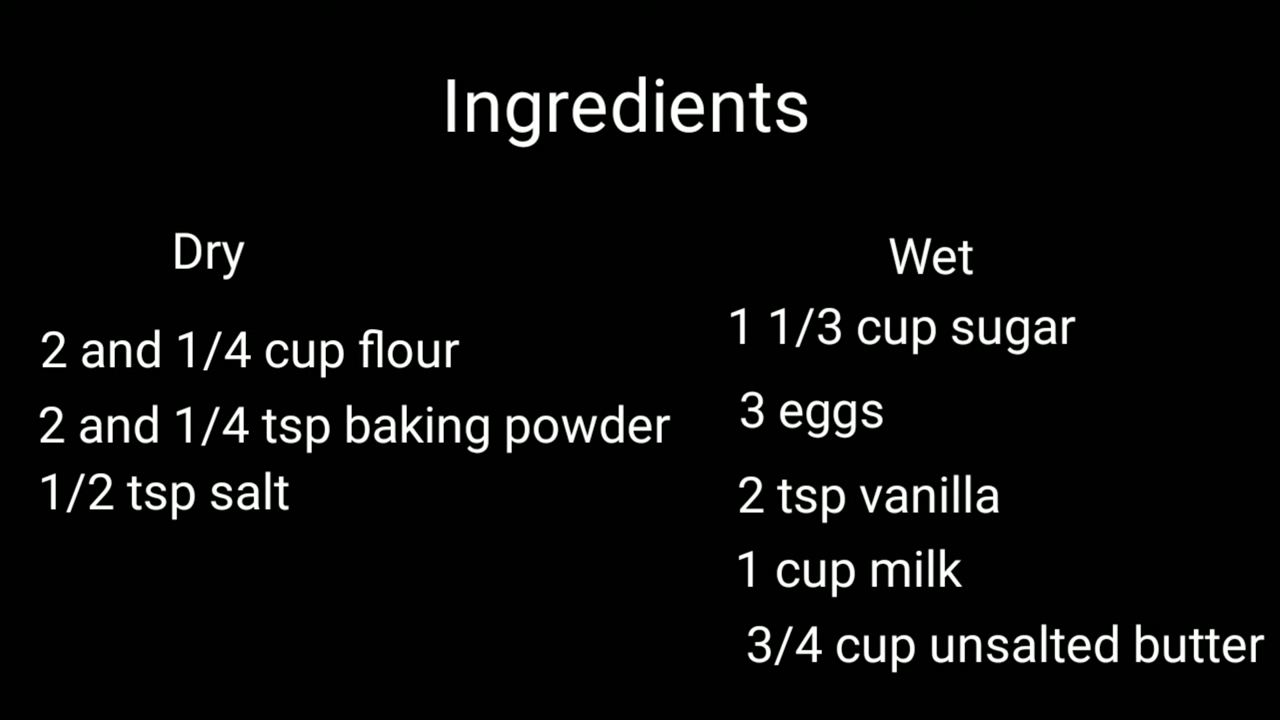 Ingredients
Dry
2 and 1/4 cup flour
2 and 1/4 tsp baking powder
1/2 tsp salt
Wet
1 1/3 cup sugar
3 eggs
2 tsp vanilla
1 cup milk
3/4 cup unsalted butter